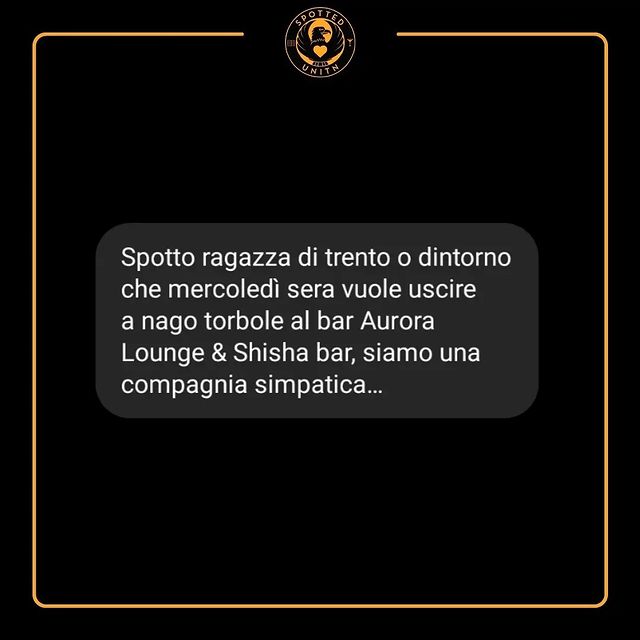 SPOTTED
UNITN
Spotto ragazza di trento o dintorno
che mercoledì sera vuole uscire
a nago torbole al bar Aurora
Lounge & Shisha bar, siamo una
compagnia simpatica…